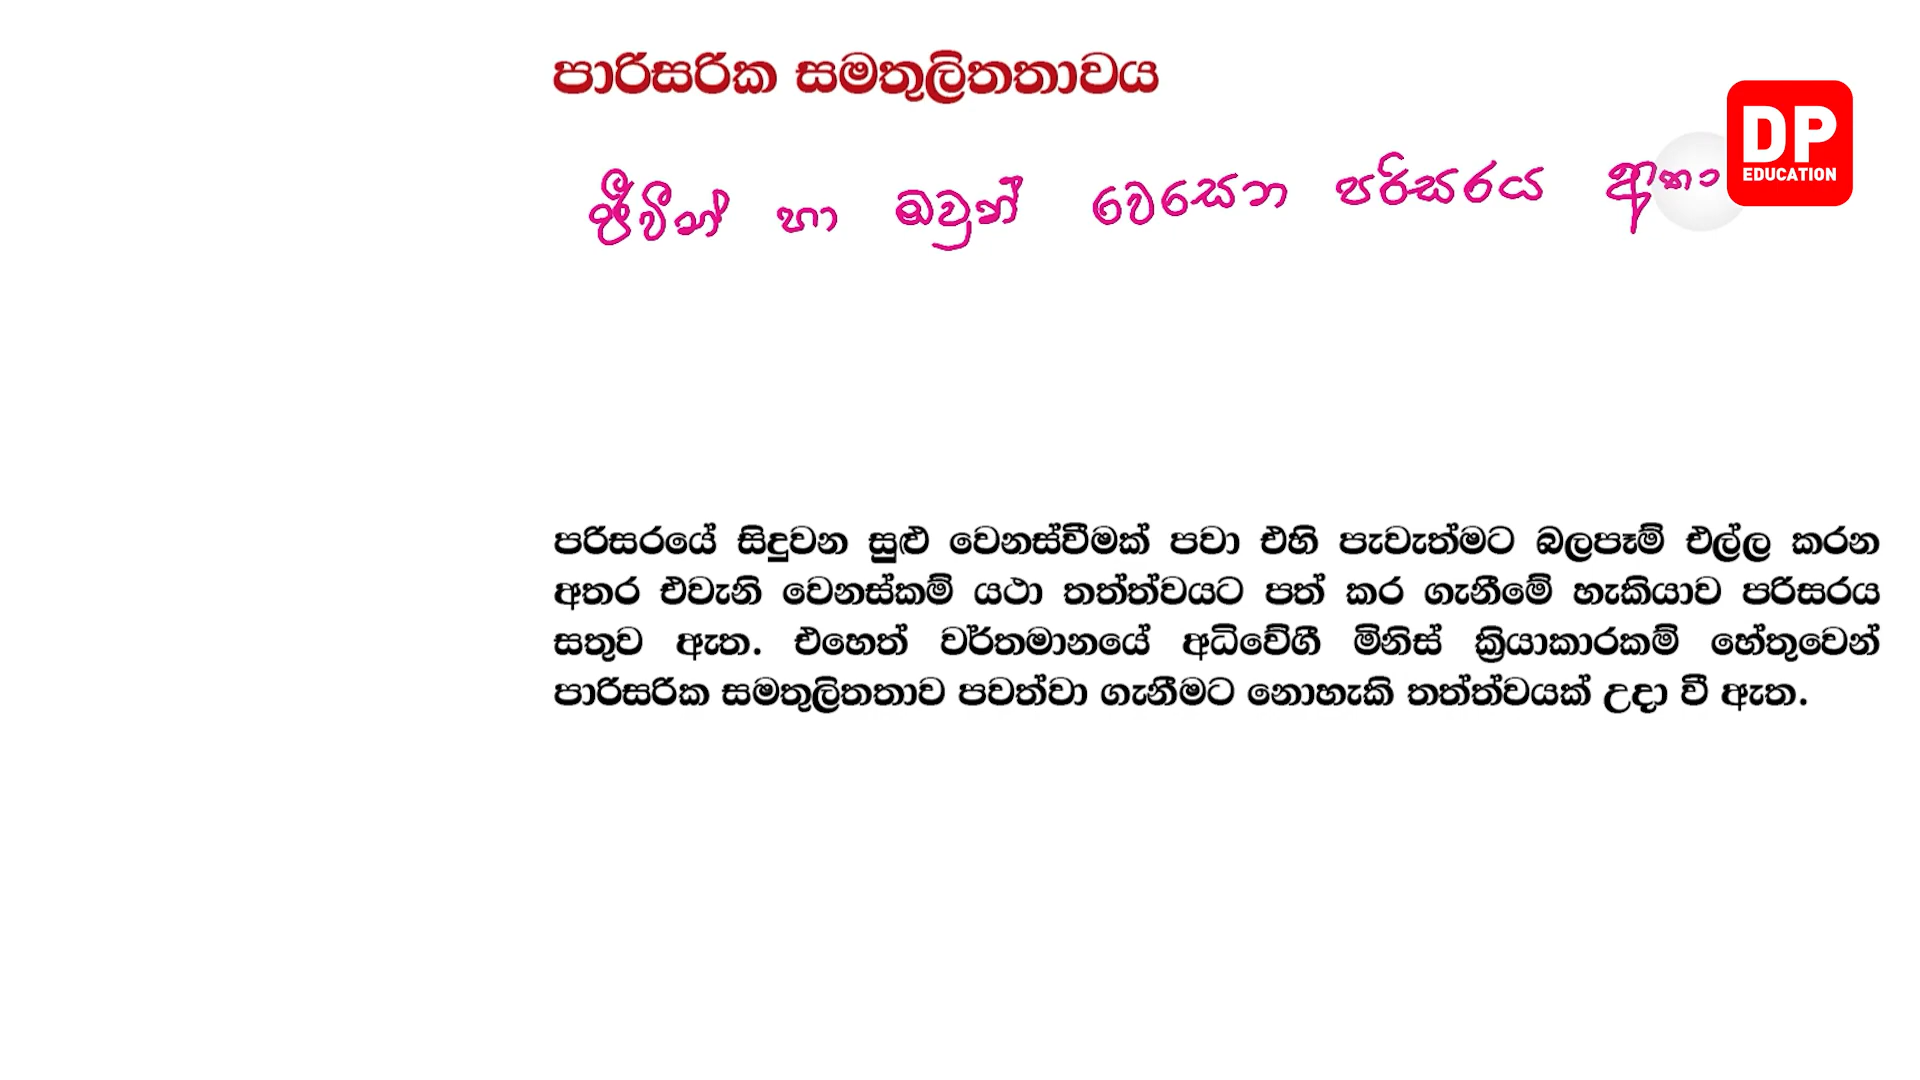 පාරිසරික සමතුලිතතාවය
DP
EDUCATION
ජීවීන් හා ඔවුන් වෙසෙන පරිසරය
පරිසරයේ සිදුවන සුළු වෙනස්වීමක් පවා එහි පැවැත්මට බලපෑම් එල්ල කරන
අතර එවැනි වෙනස්කම් යථා තත්ත්වයට පත් කර ගැනීමේ හැකියාව පරිසරය
සතුව ඇත. එහෙත් වර්තමානයේ අධිවේගී මිනිස් ක්‍රියාකාරකම් හේතුවෙන්
පාරිසරික සමතුලිතතාව පවත්වා ගැනීමට නොහැකි තත්ත්වයක් උදා වී ඇත.